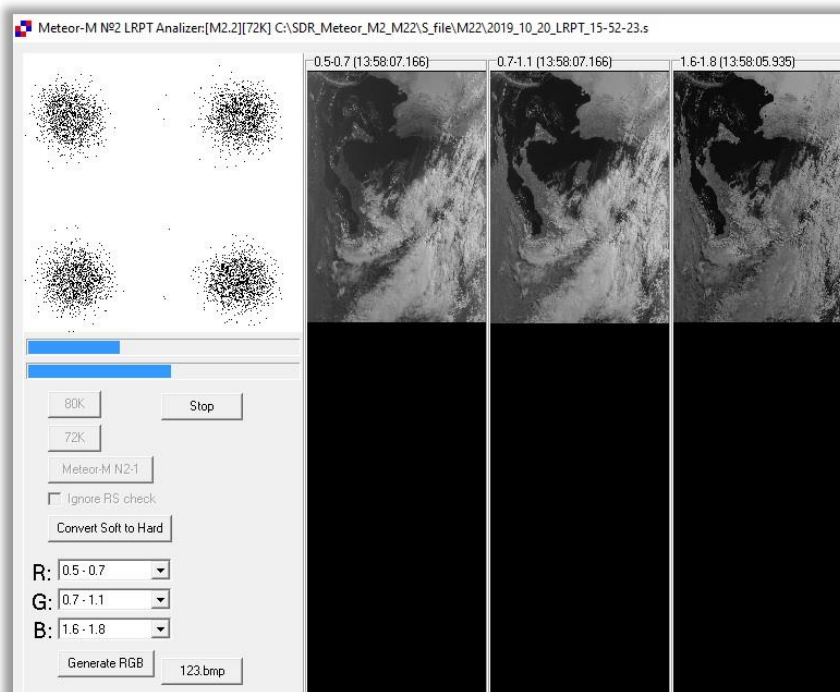 Meteor-M №2 LRPT Analizer:[M2.2][72K] C:\SDR_Meteor_M2_M22\S_file\M22\2019_10_20_LRPT_15-52-23.s
0.5-0.7 (13:58:07.166)
0.7-1.1 (13:58:07.166)
1.6-1.8 (13:58:05.935)
80K
Stop
72K
Meteor-M N2-1
Ignore RS check
Convert Soft to Hard
R: 0.5 - 0.7
G: 0.7 - 1.1
B: 1.6 - 1.8
Generate RGB
123.bmp